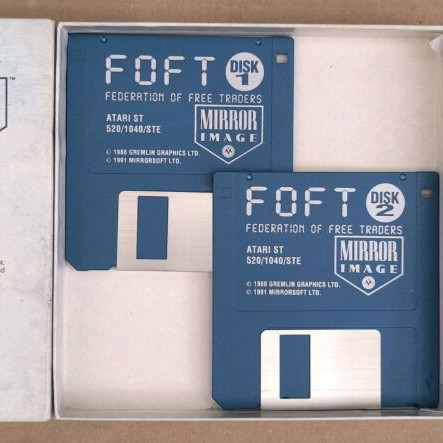 FOFT
DISK
1
FEDERATION OF FREE TRADERS
ATARI ST
520/1040/STE
MIRROR
IMAGE
© 1988 GREMLIN GRAPHICS LTD.
© 1991 MIRRORSOFT LTD.
FOFT
DISK
2
FEDERATION OF FREE TRADERS
ATARI ST
520/1040/STE
MIRROR
IMAGE
© 1988 GREMLIN GRAPHICS LTD.
© 1991 MIRRORSOFT LTD.
TM